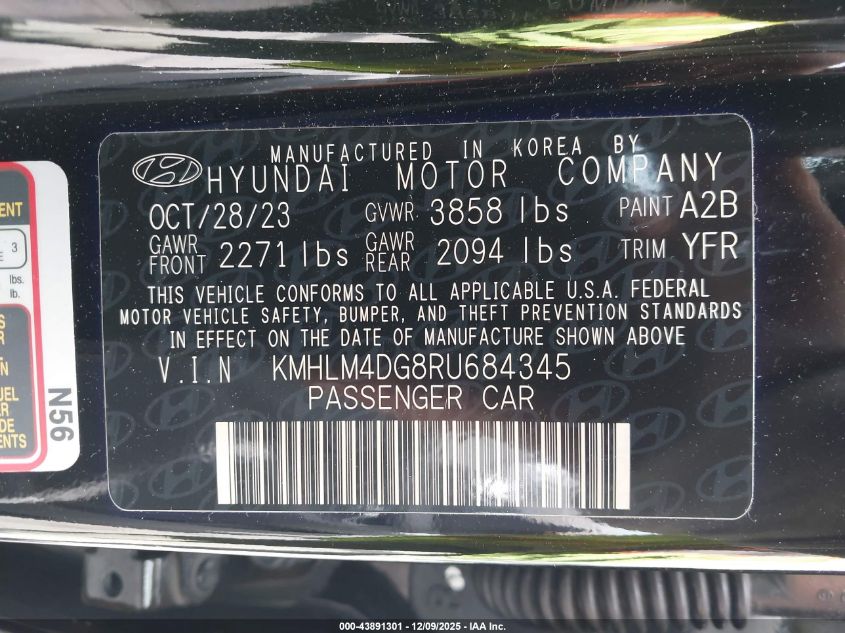 MANUFACTURED IN KOREA BY
HYUNDAI MOTOR COMPANY
OCT/28/23 GVWR 3858 lbs PAINT A2B
GAWR FRONT 2271 lbs GAWR REAR 2094 lbs TRIM YFR
THIS VEHICLE CONFORMS TO ALL APPLICABLE U.S.A. FEDERAL
MOTOR VEHICLE SAFETY, BUMPER, AND THEFT PREVENTION STANDARDS
IN EFFECT ON THE DATE OF MANUFACTURE SHOWN ABOVE
V.I.N KMHLM4DG8RU684345
PASSENGER CAR
3
lbs.
lb.
N56
000-43891301 - 12/09/2025 - IAA Inc.